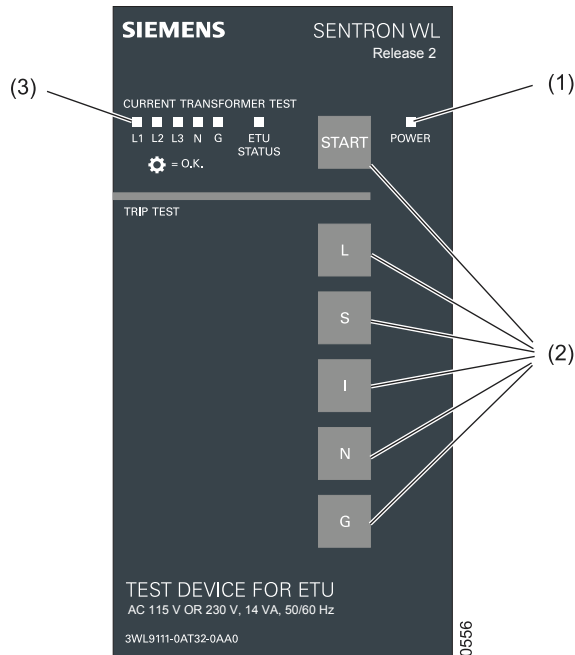 SIEMENS
SENTRON WL
Release 2
(3)
(1)
CURRENT TRANSFORMER TEST
L1 L2 L3 N G ETU STATUS
START
POWER
= O.K.
TRIP TEST
L
S
(2)
I
N
G
TEST DEVICE FOR ETU
AC 115 V OR 230 V, 14 VA, 50/60 Hz
3WL9111-0AT32-0AA0
0556